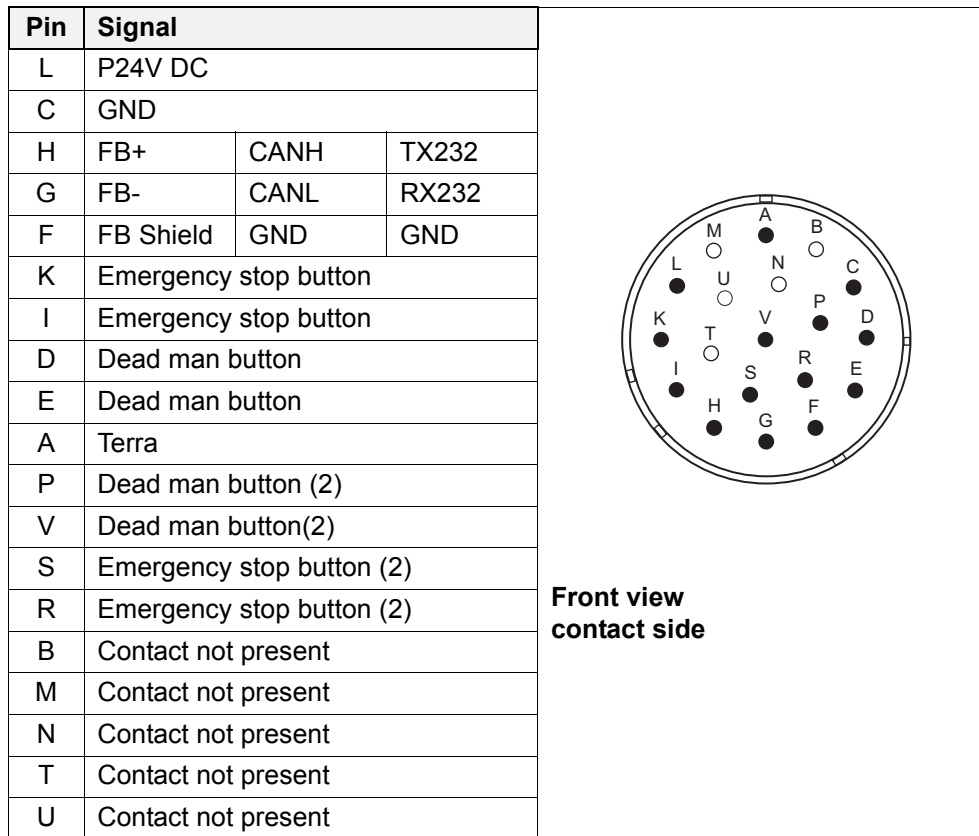 Pin Signal
L P24V DC
C GND
H FB+ CANH TX232
G FB- CANL RX232
F FB Shield GND GND
K Emergency stop button
I Emergency stop button
D Dead man button
E Dead man button
A Terra
P Dead man button (2)
V Dead man button(2)
S Emergency stop button (2)
R Emergency stop button (2)
B Contact not present
M Contact not present
N Contact not present
T Contact not present
U Contact not present
A
M B
L U N C
K T V P D
I S R E
H G F
Front view
contact side